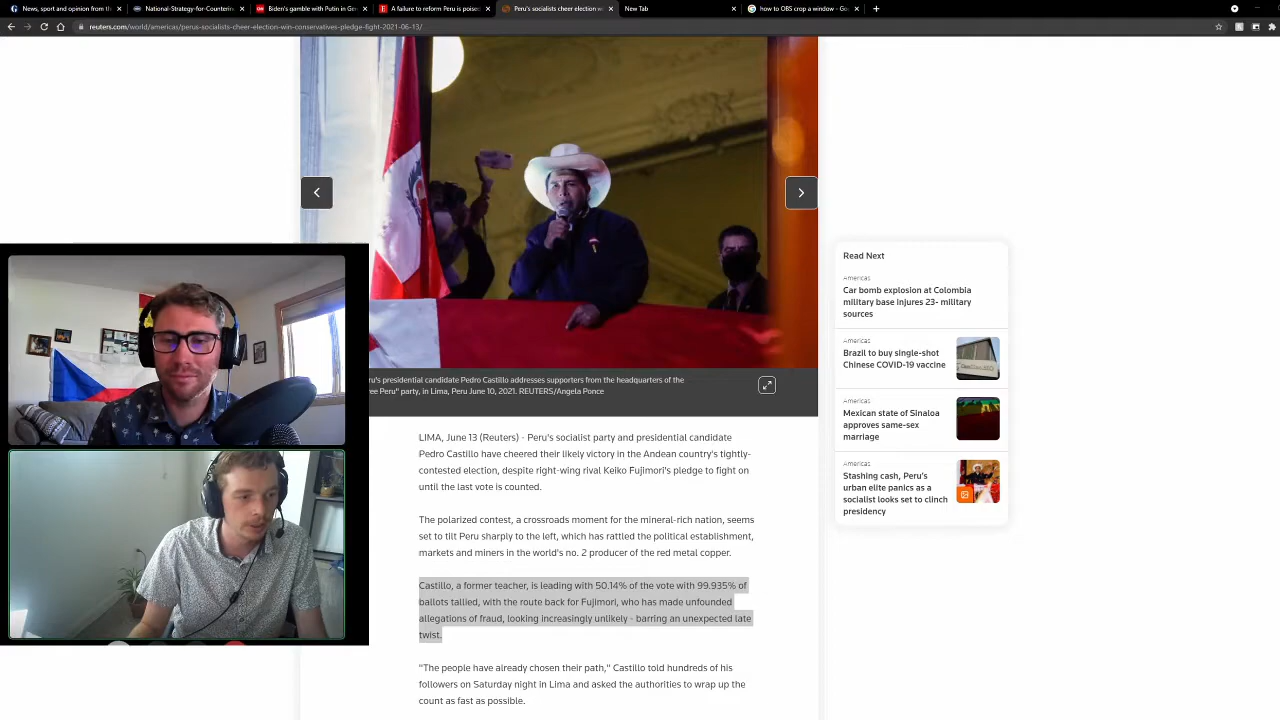 News, sport and opinion from th
National-Strategy-for-Counterin
Biden's gamble with Putin in Ge
A failure to reform Peru is poise
Peru's socialists cheer election w
New Tab
how to OBS crop a window - Go
reuters.com/world/americas/perus-socialists-cheer-election-win-conservatives-pledge-fight-2021-06-13/
ru's presidential candidate Pedro Castillo addresses supporters from the headquarters of the
ee Peru" party, in Lima, Peru June 10, 2021. REUTERS/Angela Ponce
LIMA, June 13 (Reuters) - Peru's socialist party and presidential candidate
Pedro Castillo have cheered their likely victory in the Andean country's tightly-
contested election, despite right-wing rival Keiko Fujimori's pledge to fight on
until the last vote is counted.
The polarized contest, a crossroads moment for the mineral-rich nation, seems
set to tilt Peru sharply to the left, which has rattled the political establishment,
markets and miners in the world's no. 2 producer of the red metal copper.
Castillo, a former teacher, is leading with 50.14% of the vote with 99.935% of
ballots tallied, with the route back for Fujimori, who has made unfounded
allegations of fraud, looking increasingly unlikely - barring an unexpected late
twist.
"The people have already chosen their path," Castillo told hundreds of his
followers on Saturday night in Lima and asked the authorities to wrap up the
count as fast as possible.
Read Next
Americas
Car bomb explosion at Colombia
military base injures 23- military
sources
Americas
Brazil to buy single-shot
Chinese COVID-19 vaccine
Americas
Mexican state of Sinaloa
approves same-sex
marriage
Americas
Stashing cash, Peru's
urban elite panics as a
socialist looks set to clinch
presidency